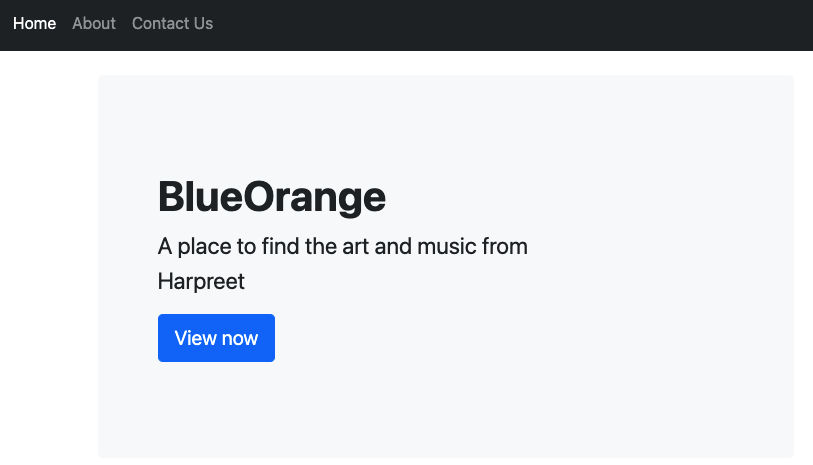 Home About Contact Us
BlueOrange
A place to find the art and music from
Harpreet
View now